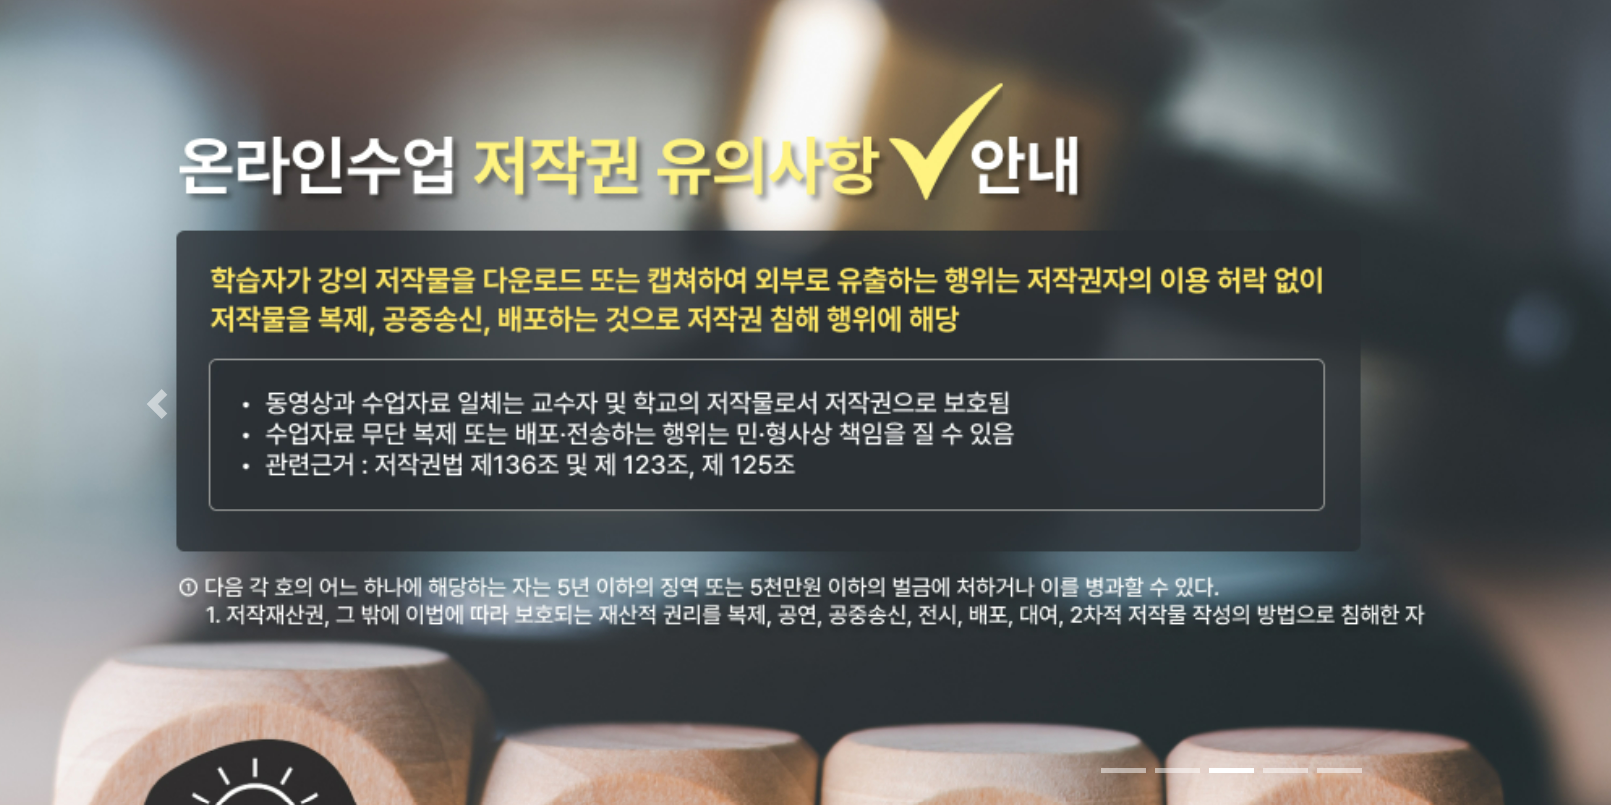 온라인수업 저작권 유의사항 안내
학습자가 강의 저작물을 다운로드 또는 캡쳐하여 외부로 유출하는 행위는 저작권자의 이용 허락 없이
저작물을 복제, 공중송신, 배포하는 것으로 저작권 침해 행위에 해당
• 동영상과 수업자료 일체는 교수자 및 학교의 저작물로서 저작권으로 보호됨
• 수업자료 무단 복제 또는 배포·전송하는 행위는 민·형사상 책임을 질 수 있음
• 관련근거 : 저작권법 제136조 및 제 123조, 제 125조
① 다음 각 호의 어느 하나에 해당하는 자는 5년 이하의 징역 또는 5천만원 이하의 벌금에 처하거나 이를 병과할 수 있다.
1. 저작재산권, 그 밖에 이법에 따라 보호되는 재산적 권리를 복제, 공연, 공중송신, 전시, 배포, 대여, 2차적 저작물 작성의 방법으로 침해한 자